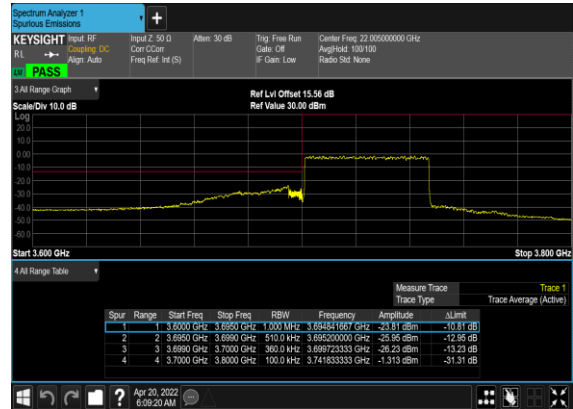 Spectrum Analyzer 1
Spurious Emissions
+
KEYSIGHT Input: RF Input Z: 50 Ω Atten: 30 dB Trig: Free Run Center Freq: 22.005000000 GHz
RL Coupling: DC Corr CCorr Gate: Off Avg|Hold: 100/100
Align: Auto Freq Ref: Int (S) IF Gain: Low Radio Std: None
LW PASS
3 All Range Graph
Ref Lvl Offset 15.56 dB
Scale/Div 10.0 dB Ref Value 30.00 dBm
Log
20.0
10.0
0.00
-10.0
-20.0
-30.0
-40.0
-50.0
-60.0
Start 3.600 GHz Stop 3.800 GHz
4 All Range Table
Measure Trace Trace 1
Trace Type Trace Average (Active)
Spur Range Start Freq Stop Freq RBW Frequency Amplitude ΔLimit
1 1 3.6000 GHz 3.6950 GHz 1.000 MHz 3.694841667 GHz -23.81 dBm -10.81 dB
2 2 3.6950 GHz 3.6990 GHz 510.0 kHz 3.695200000 GHz -25.95 dBm -12.95 dB
3 3 3.6990 GHz 3.7000 GHz 360.0 kHz 3.699723333 GHz -26.23 dBm -13.23 dB
4 4 3.7000 GHz 3.8000 GHz 100.0 kHz 3.741833333 GHz -1.313 dBm -31.31 dB
? Apr 20, 2022
6:09:20 AM